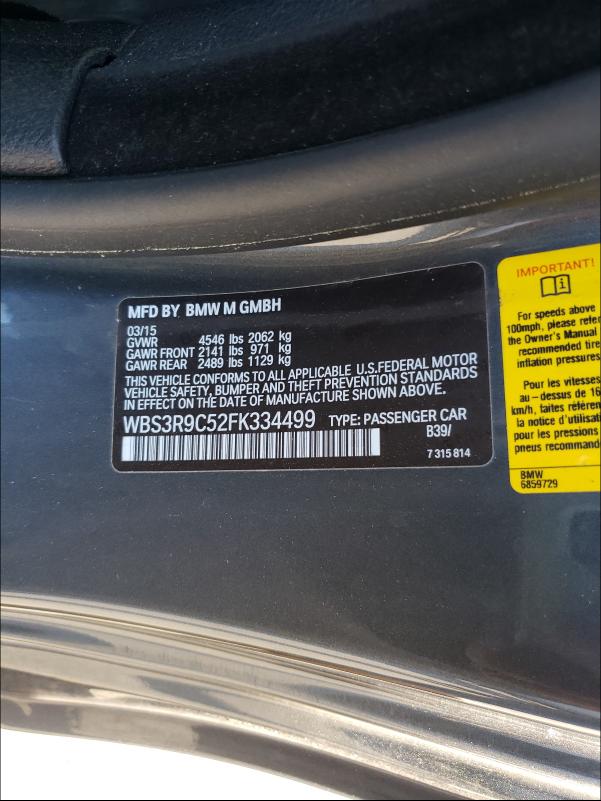 MFD BY BMW M GMBH
03/15
GVWR 4546 lbs 2062 kg
GAWR FRONT 2141 lbs 971 kg
GAWR REAR 2489 lbs 1129 kg
THIS VEHICLE CONFORMS TO ALL APPLICABLE U.S.FEDERAL MOTOR
VEHICLE SAFETY, BUMPER AND THEFT PREVENTION STANDARDS
IN EFFECT ON THE DATE OF MANUFACTURE SHOWN ABOVE.
WBS3R9C52FK334499 TYPE: PASSENGER CAR
B39/
7 315 814
IMPORTANT!
For speeds above
100mph, please refer
the Owner's Manual
recommended tire
inflation pressures
Pour les vitesses
au-dessus de 16
km/h, faites référen
la notice d'utilisat
pour les pressions
pneus recommand
BMW
6859729